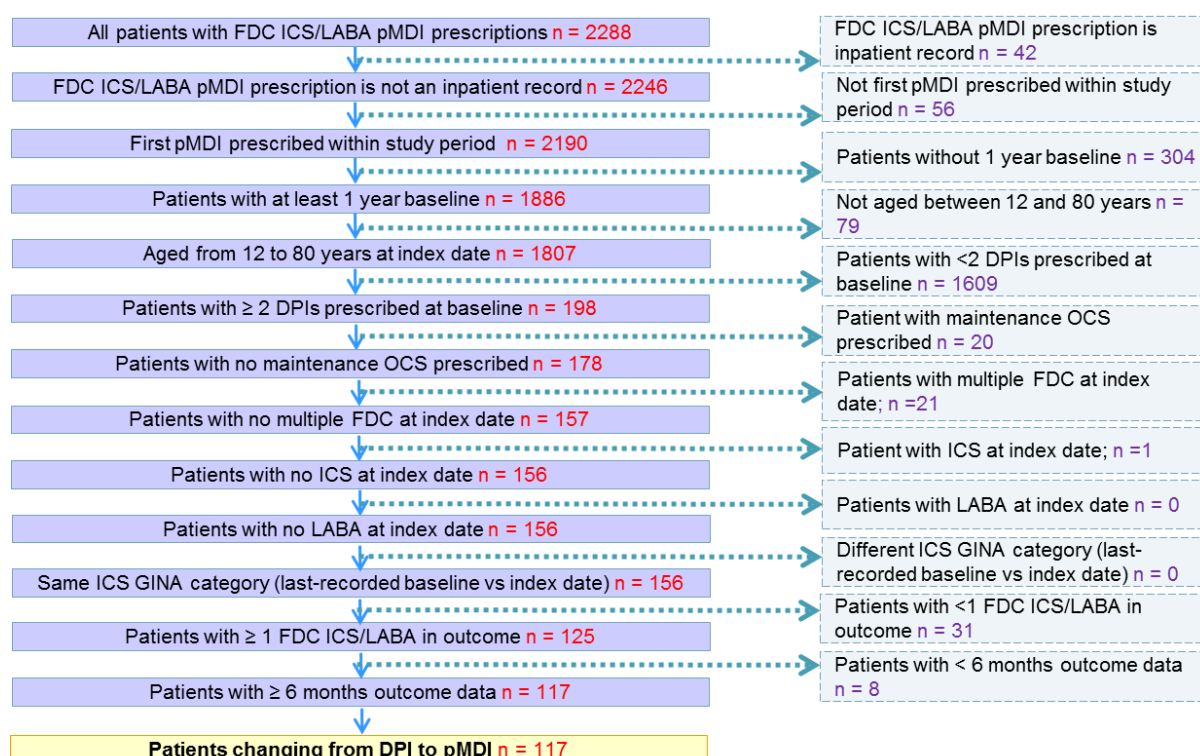 All patients with FDC ICS/LABA pMDI prescriptions n = 2288
FDC ICS/LABA pMDI prescription is
inpatient record n = 42
FDC ICS/LABA pMDI prescription is not an inpatient record n = 2246
Not first pMDI prescribed within study
period n = 56
First pMDI prescribed within study period n = 2190
Patients without 1 year baseline n = 304
Patients with at least 1 year baseline n = 1886
Not aged between 12 and 80 years n =
79
Aged from 12 to 80 years at index date n = 1807
Patients with <2 DPIs prescribed at
baseline n = 1609
Patients with ≥ 2 DPIs prescribed at baseline n = 198
Patient with maintenance OCS
prescribed n = 20
Patients with no maintenance OCS prescribed n = 178
Patients with multiple FDC at index
date; n =21
Patients with no multiple FDC at index date n = 157
Patient with ICS at index date; n =1
Patients with no ICS at index date n = 156
Patients with LABA at index date n = 0
Patients with no LABA at index date n = 156
Different ICS GINA category (last-
recorded baseline vs index date) n = 0
Same ICS GINA category (last-recorded baseline vs index date) n = 156
Patients with <1 FDC ICS/LABA in
outcome n = 31
Patients with ≥ 1 FDC ICS/LABA in outcome n = 125
Patients with < 6 months outcome data
n = 8
Patients with ≥ 6 months outcome data n = 117
Patients changing from DPI to pMDI n = 117